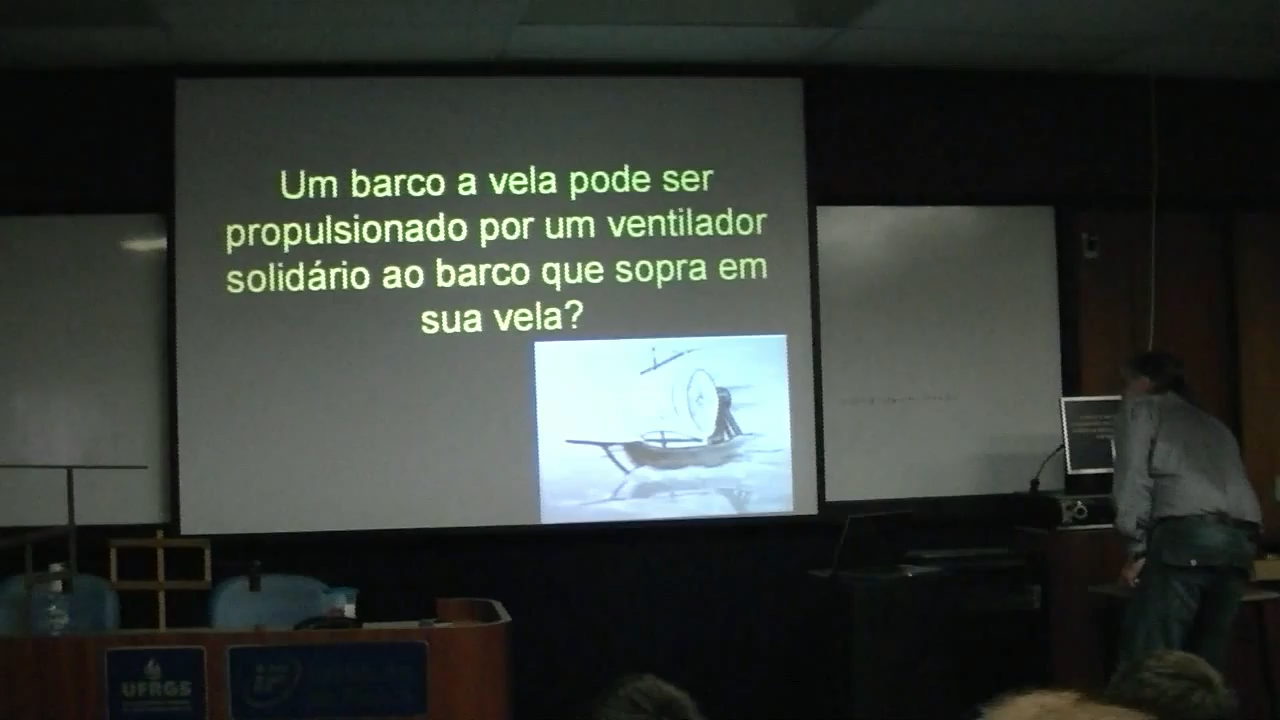 Um barco a vela pode ser
propulsionado por um ventilador
solidário ao barco que sopra em
sua vela?
UFRGS